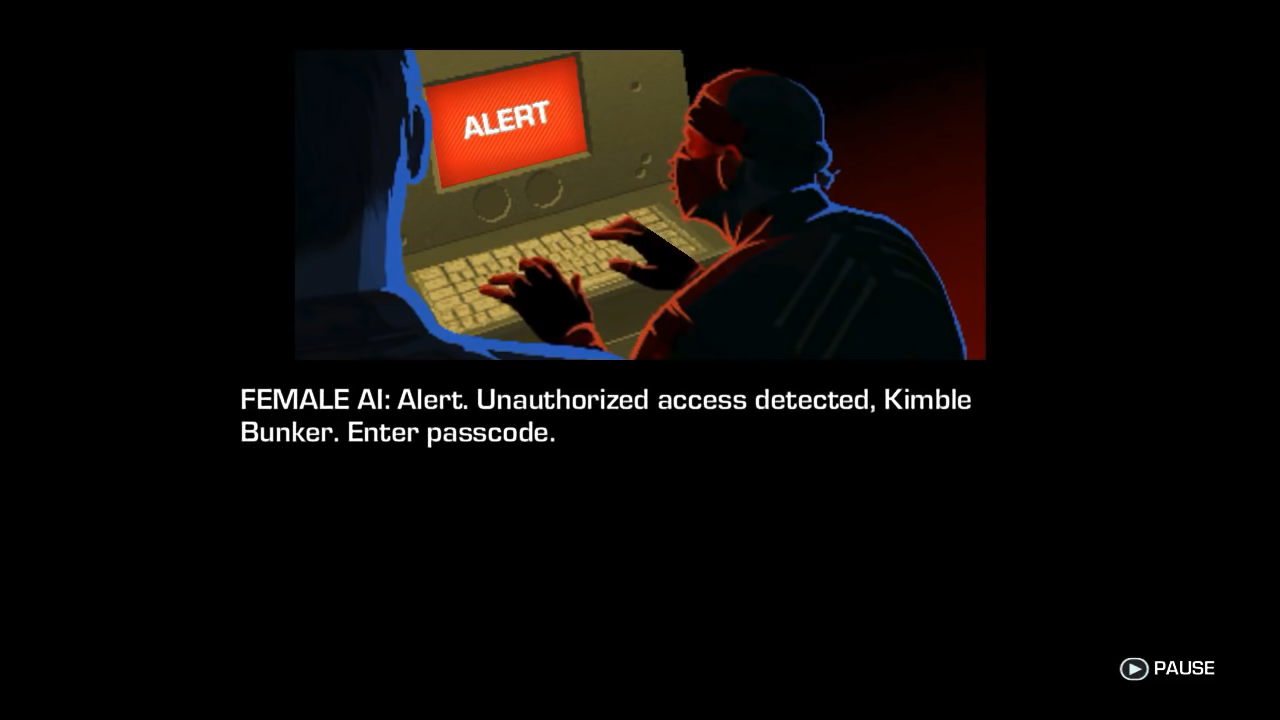 ALERT
FEMALE AI: Alert. Unauthorized access detected, Kimble
Bunker. Enter passcode.
PAUSE